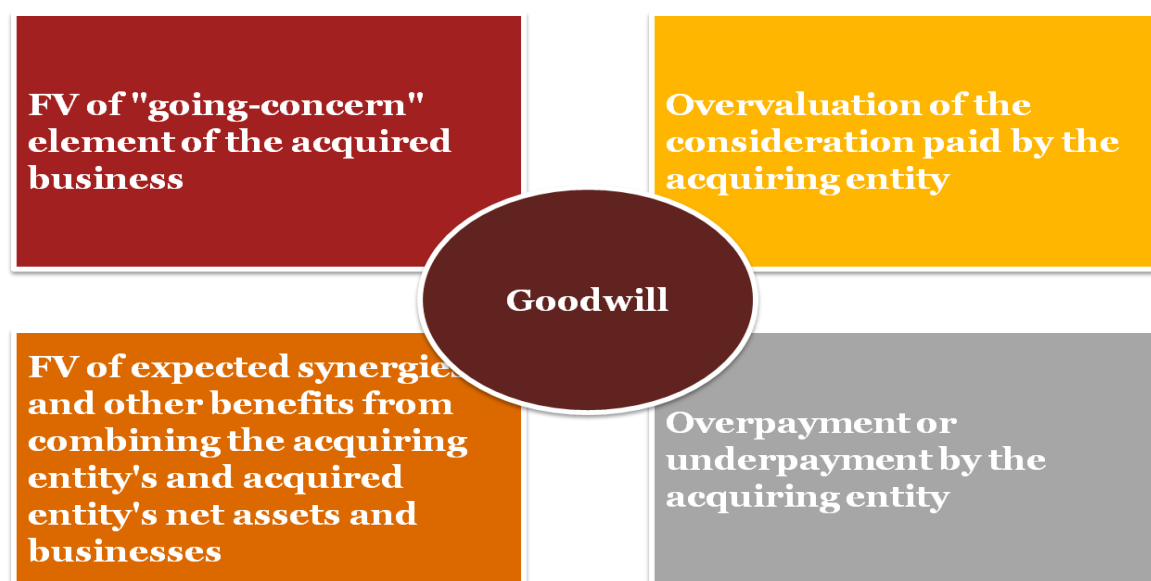 FV of "going-concern"
element of the acquired
business
Overvaluation of the
consideration paid by the
acquiring entity
Goodwill
FV of expected synergies
and other benefits from
combining the acquiring
entity's and acquired
entity's net assets and
businesses
Overpayment or
underpayment by the
acquiring entity